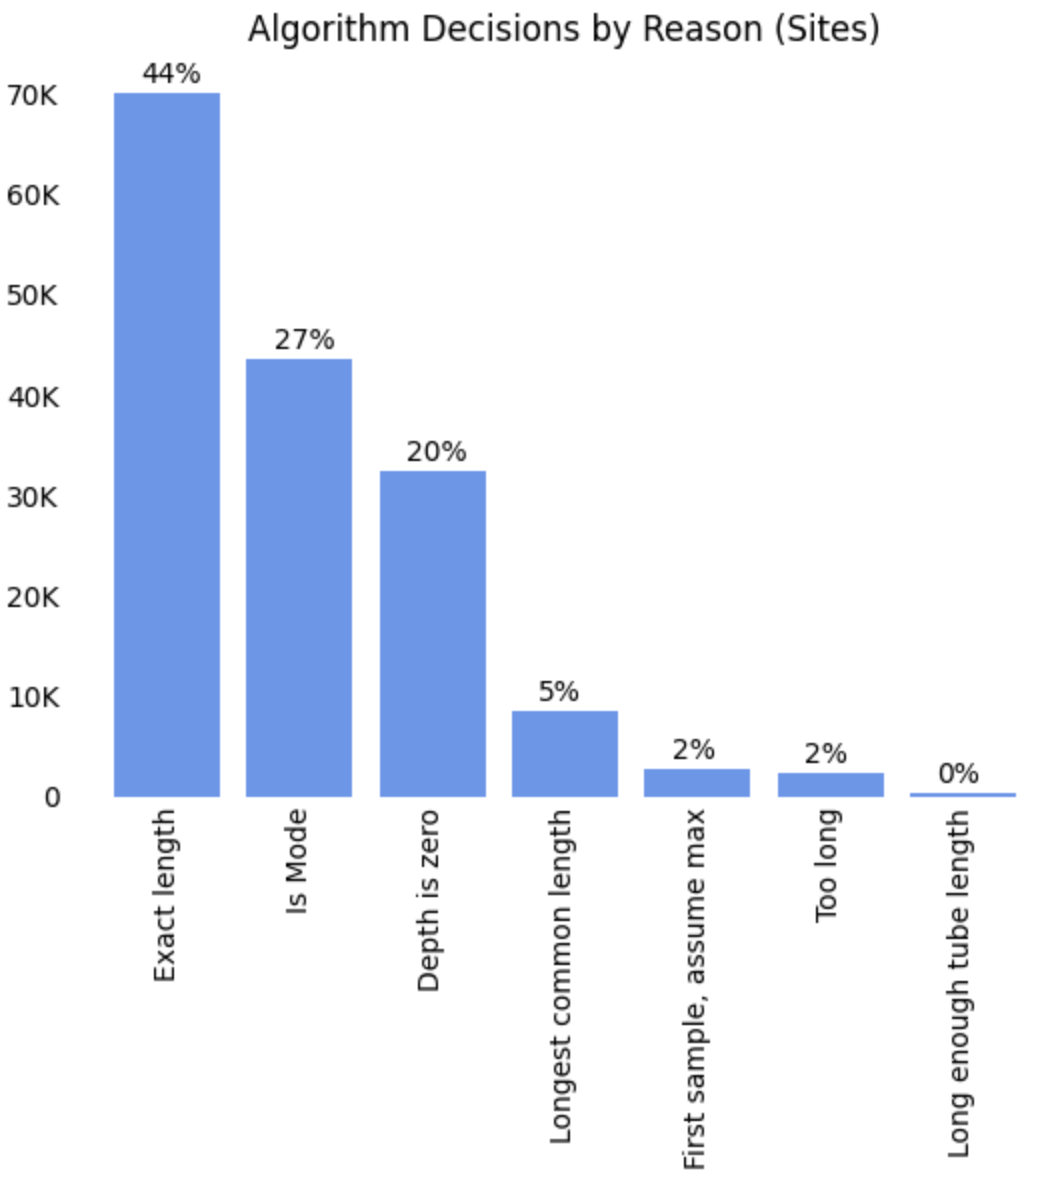 Algorithm Decisions by Reason (Sites)
44%
70K
60K
50K
27%
40K
20%
30K
20K
5%
10K
2%
2%
0%
0
Exact length
Is Mode
Depth is zero
Longest common length
First sample, assume max
Too long
Long enough tube length